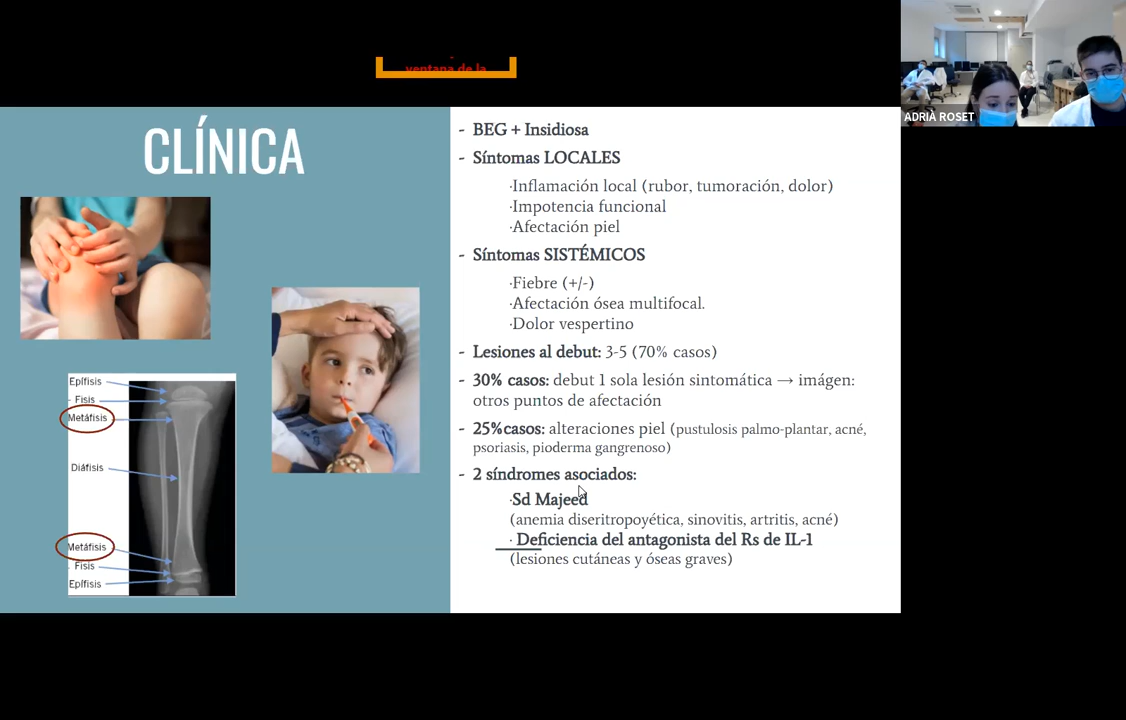 ventana de la
ADRIÀ ROSET
CLÍNICA
Epífisis
Fisis
Metáfisis
Diáfisis
Metáfisis
Fisis
Epífisis
- BEG + Insidiosa
- Síntomas LOCALES
·Inflamación local (rubor, tumoración, dolor)
·Impotencia funcional
·Afectación piel
- Síntomas SISTÉMICOS
·Fiebre (+/-)
·Afectación ósea multifocal.
·Dolor vespertino
- Lesiones al debut: 3-5 (70% casos)
- 30% casos: debut 1 sola lesión sintomática → imágen:
otros puntos de afectación
- 25%casos: alteraciones piel (pustulosis palmo-plantar, acné,
psoriasis, pioderma gangrenoso)
- 2 síndromes asociados:
·Sd Majeed
(anemia diseritropoyética, sinovitis, artritis, acné)
· Deficiencia del antagonista del Rs de IL-1
(lesiones cutáneas y óseas graves)